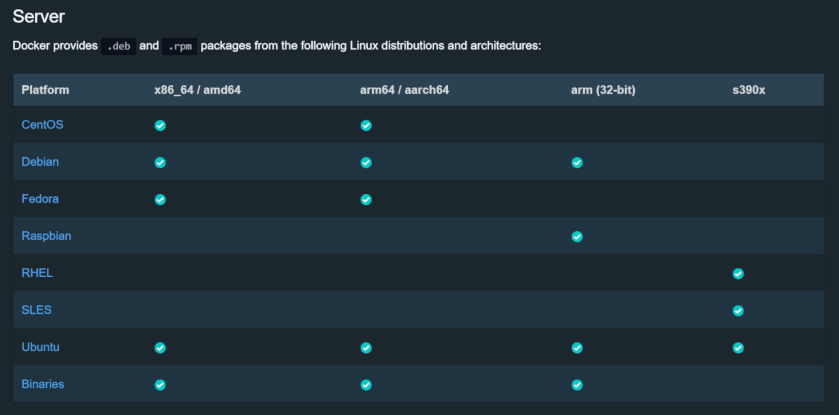 Server
Docker provides .deb and .rpm packages from the following Linux distributions and architectures:
Platform x86_64 / amd64 arm64 / aarch64 arm (32-bit) s390x
CentOS
Debian
Fedora
Raspbian
RHEL
SLES
Ubuntu
Binaries